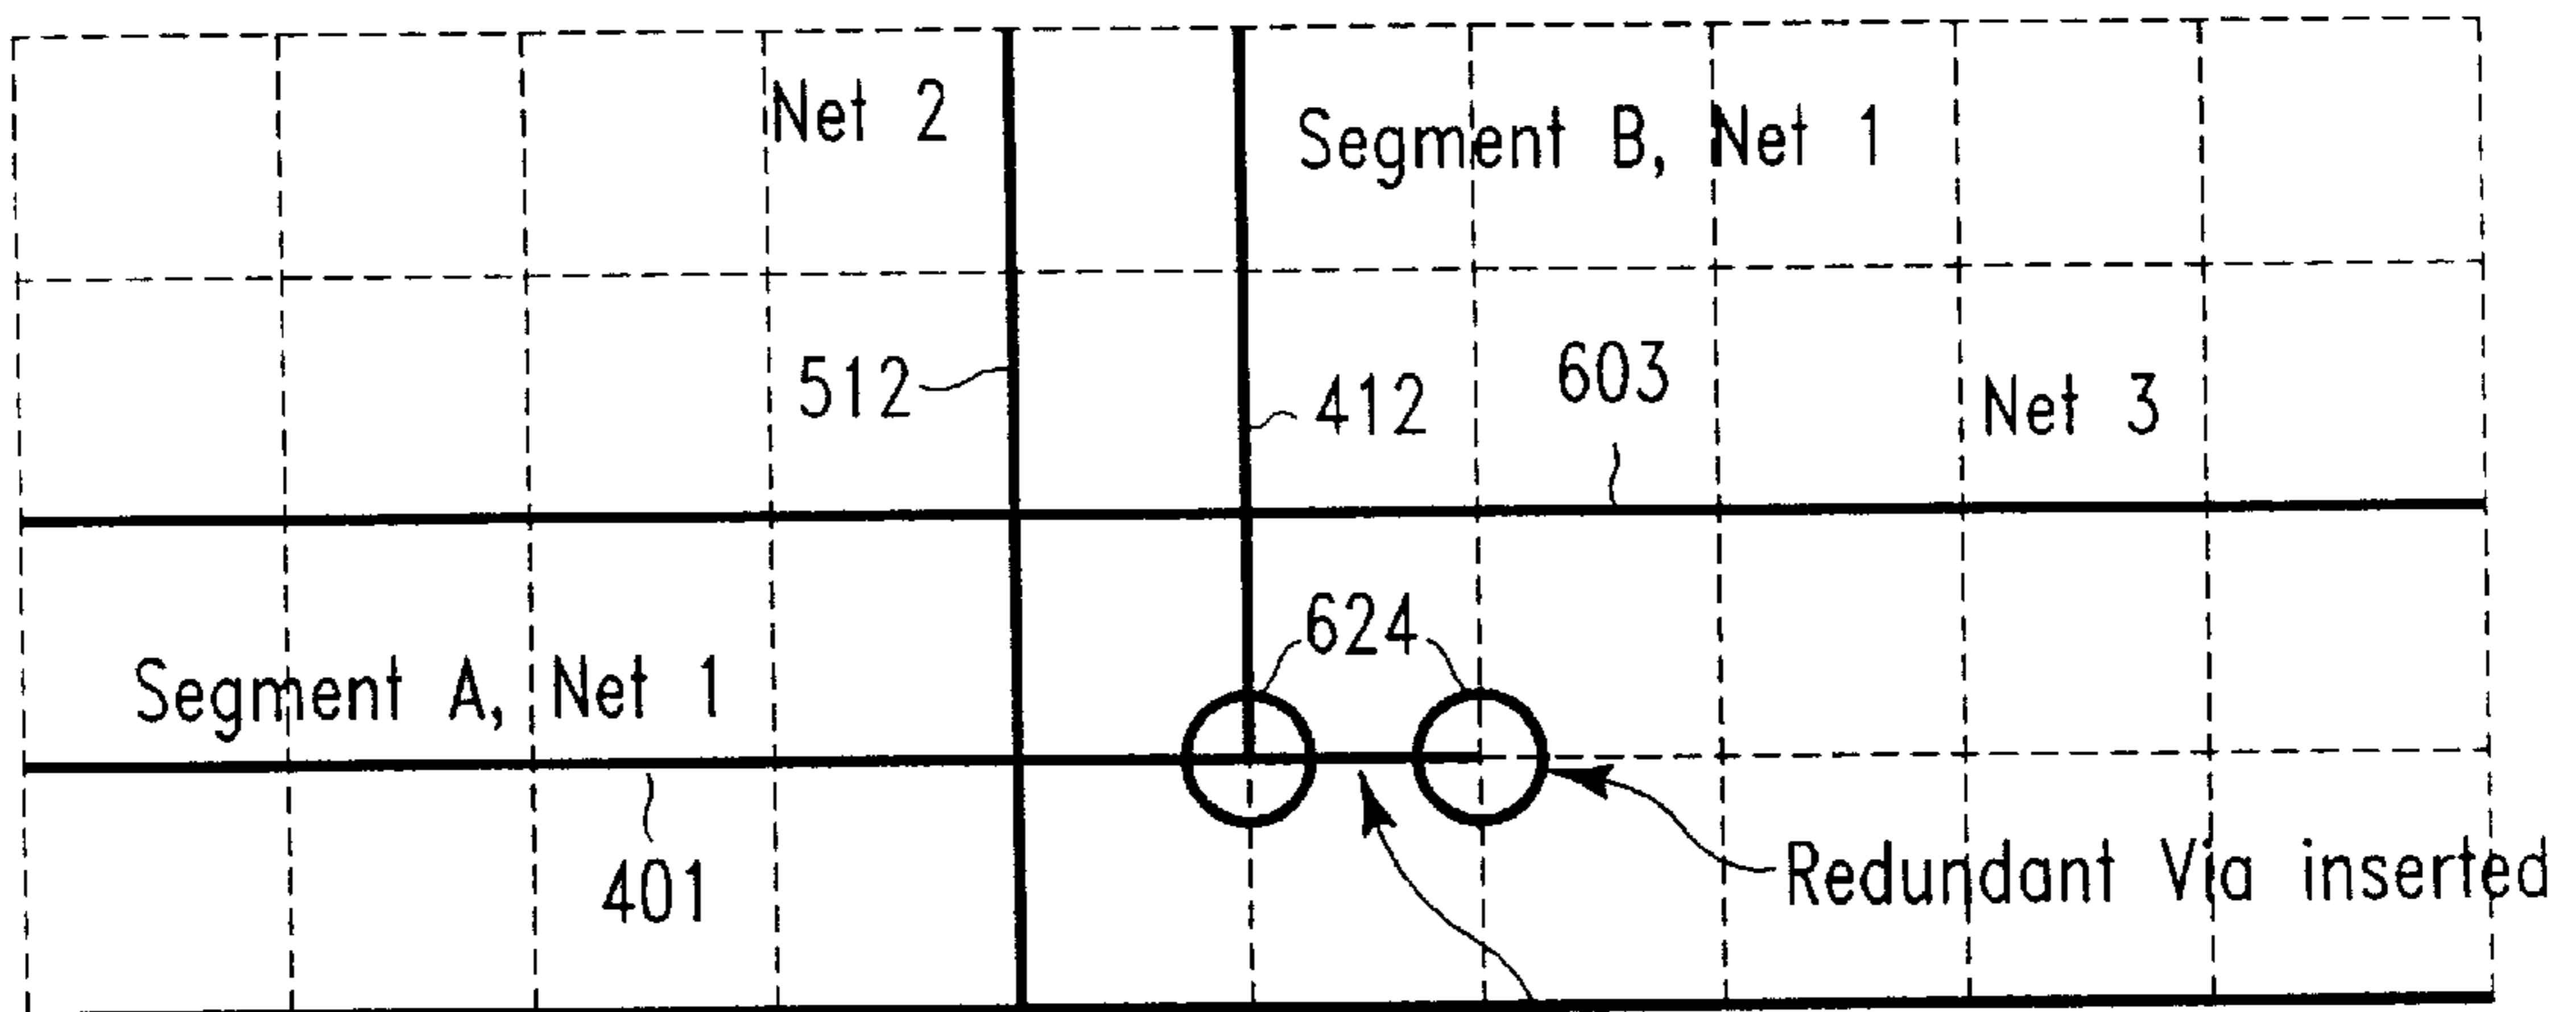 Net 2
Segment B, Net 1
512
412
603
Net 3
624
Segment A, Net 1
401
Redundant Via inserted